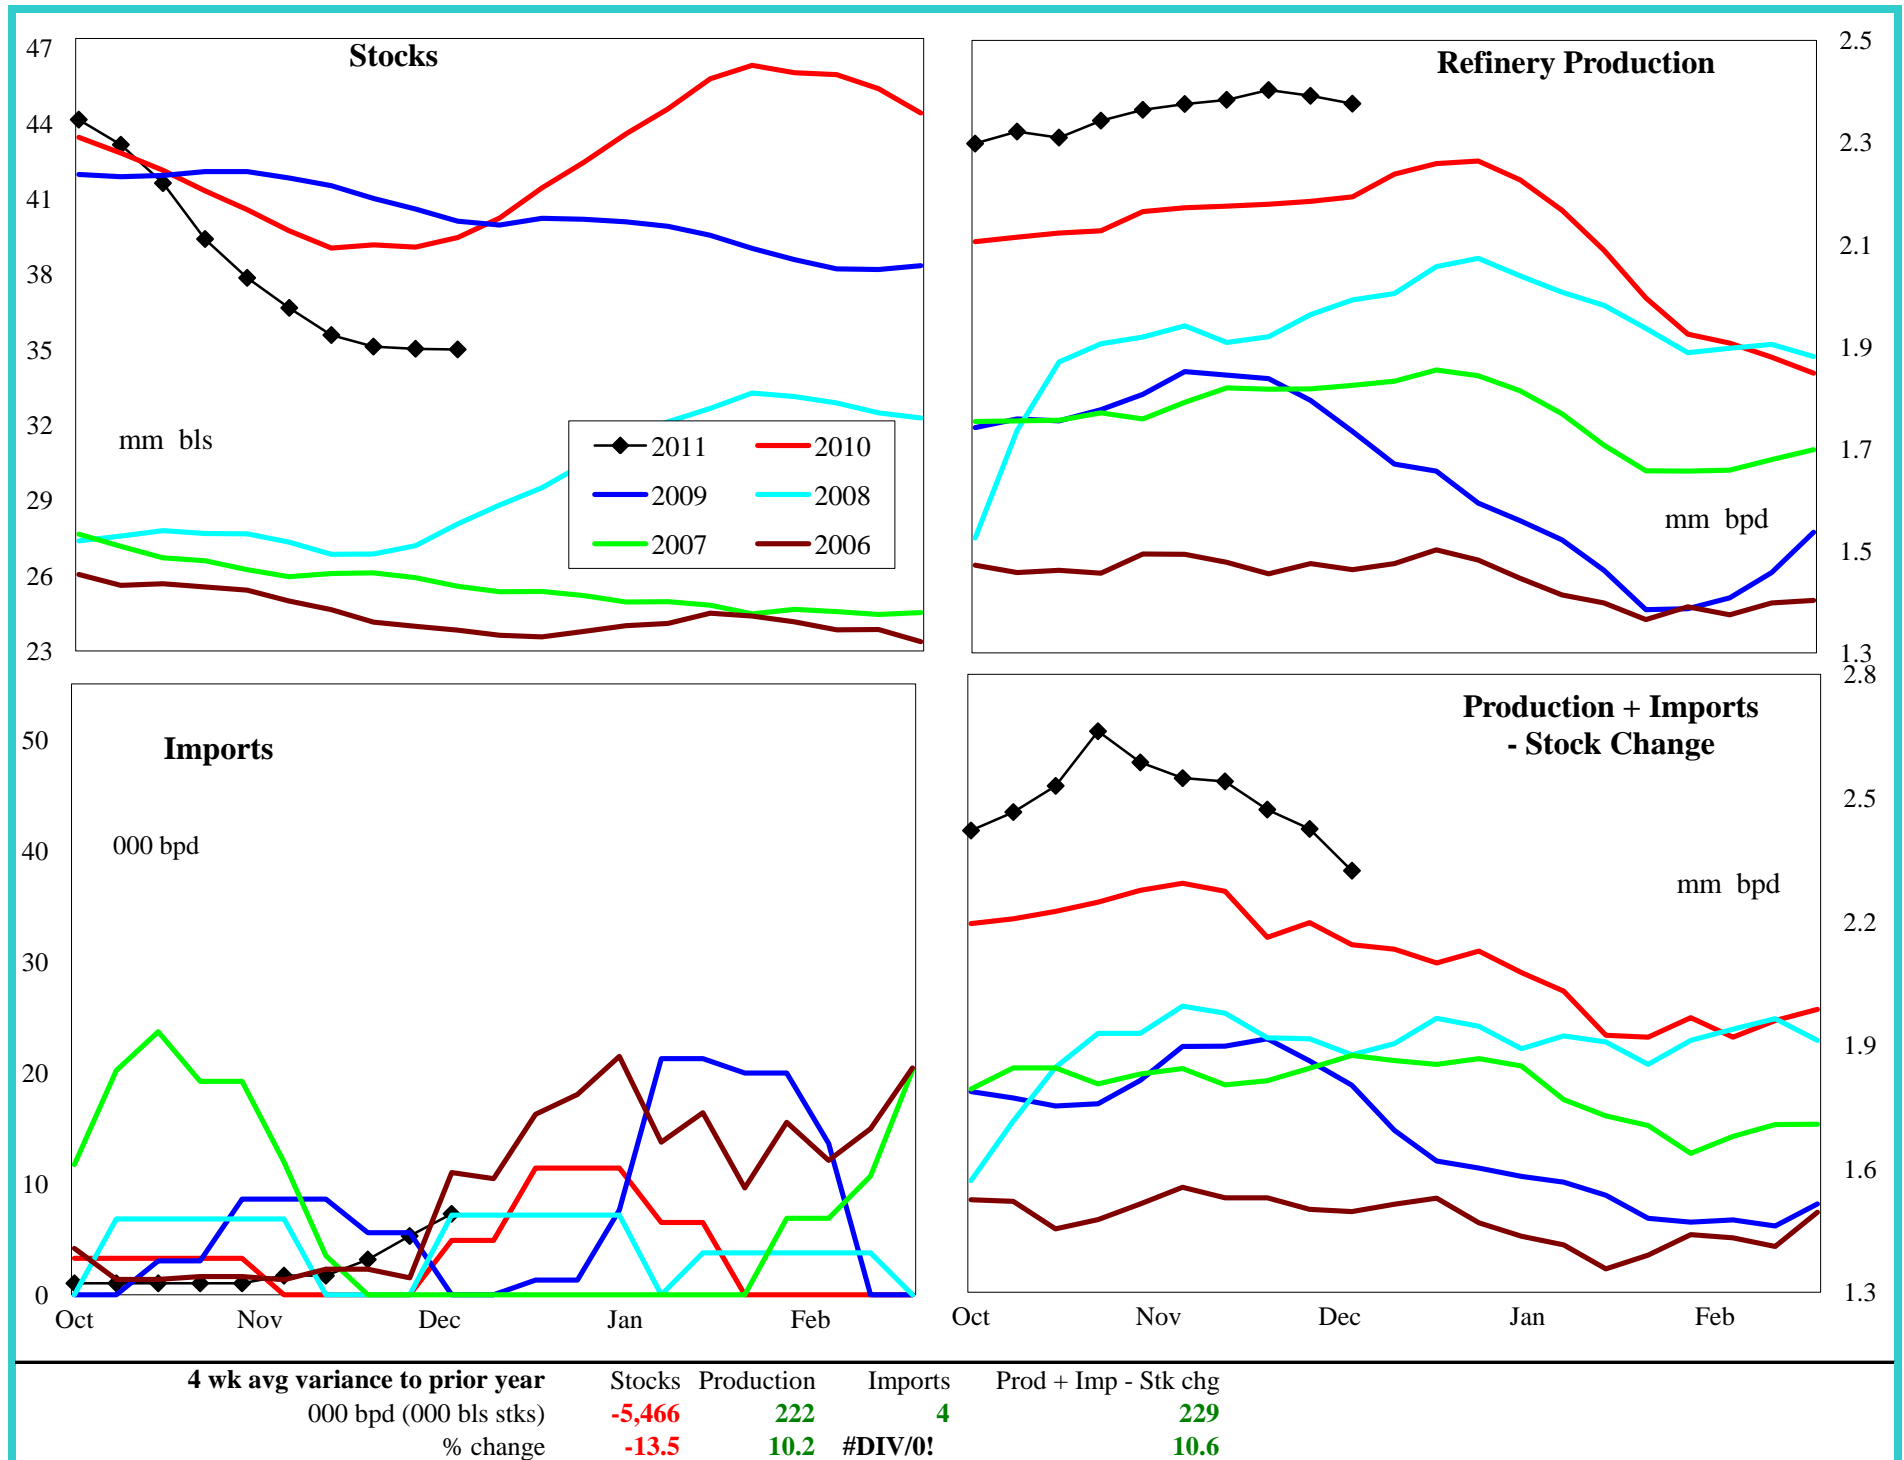 Stocks
47
44
41
38
35
32
29
26
23
mm bls
2011
2010
2009
2008
2007
2006
Refinery Production
2.5
2.3
2.1
1.9
1.7
1.5
1.3
mm bpd
Imports
50
40
30
20
10
0
000 bpd
Oct Nov Dec Jan Feb
Production + Imports
- Stock Change
2.8
2.5
2.2
1.9
1.6
1.3
mm bpd
Oct Nov Dec Jan Feb
4 wk avg variance to prior year Stocks Production Imports Prod + Imp - Stk chg
000 bpd (000 bls stks) -5,466 222 4 229
% change -13.5 10.2 #DIV/0! 10.6